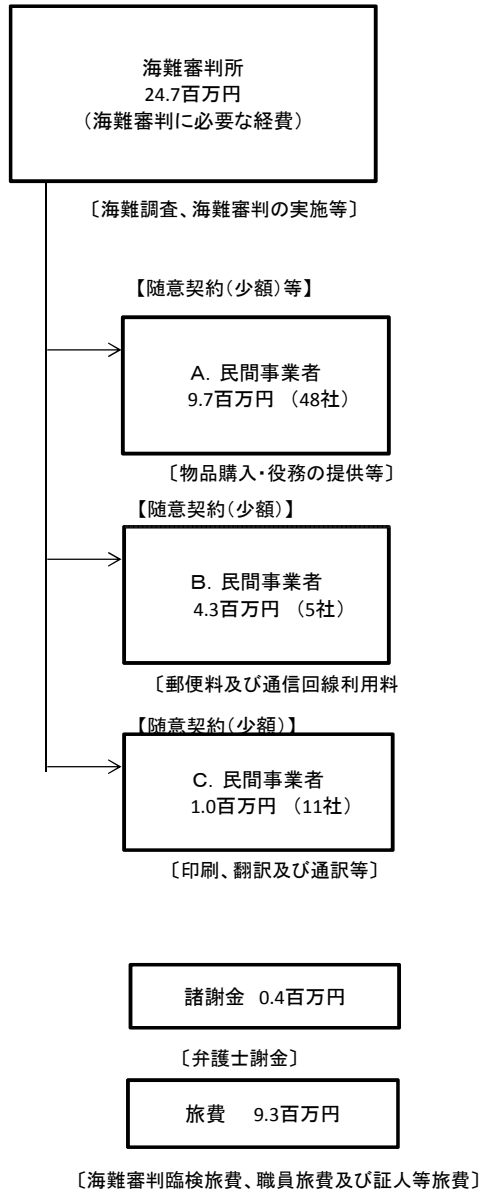 海難審判所
24.7百万円
（海難審判に必要な経費）
〔海難調査、海難審判の実施等〕
【随意契約（少額）等】
A．民間事業者
9.7百万円 （48社）
〔物品購入・役務の提供等〕
【随意契約（少額）】
B．民間事業者
4.3百万円 （5社）
〔郵便料及び通信回線利用料
【随意契約（少額）】
C．民間事業者
1.0百万円 （11社）
〔印刷、翻訳及び通訳等〕
諸謝金 0.4百万円
〔弁護士謝金〕
旅費 9.3百万円
〔海難審判臨検旅費、職員旅費及び証人等旅費〕